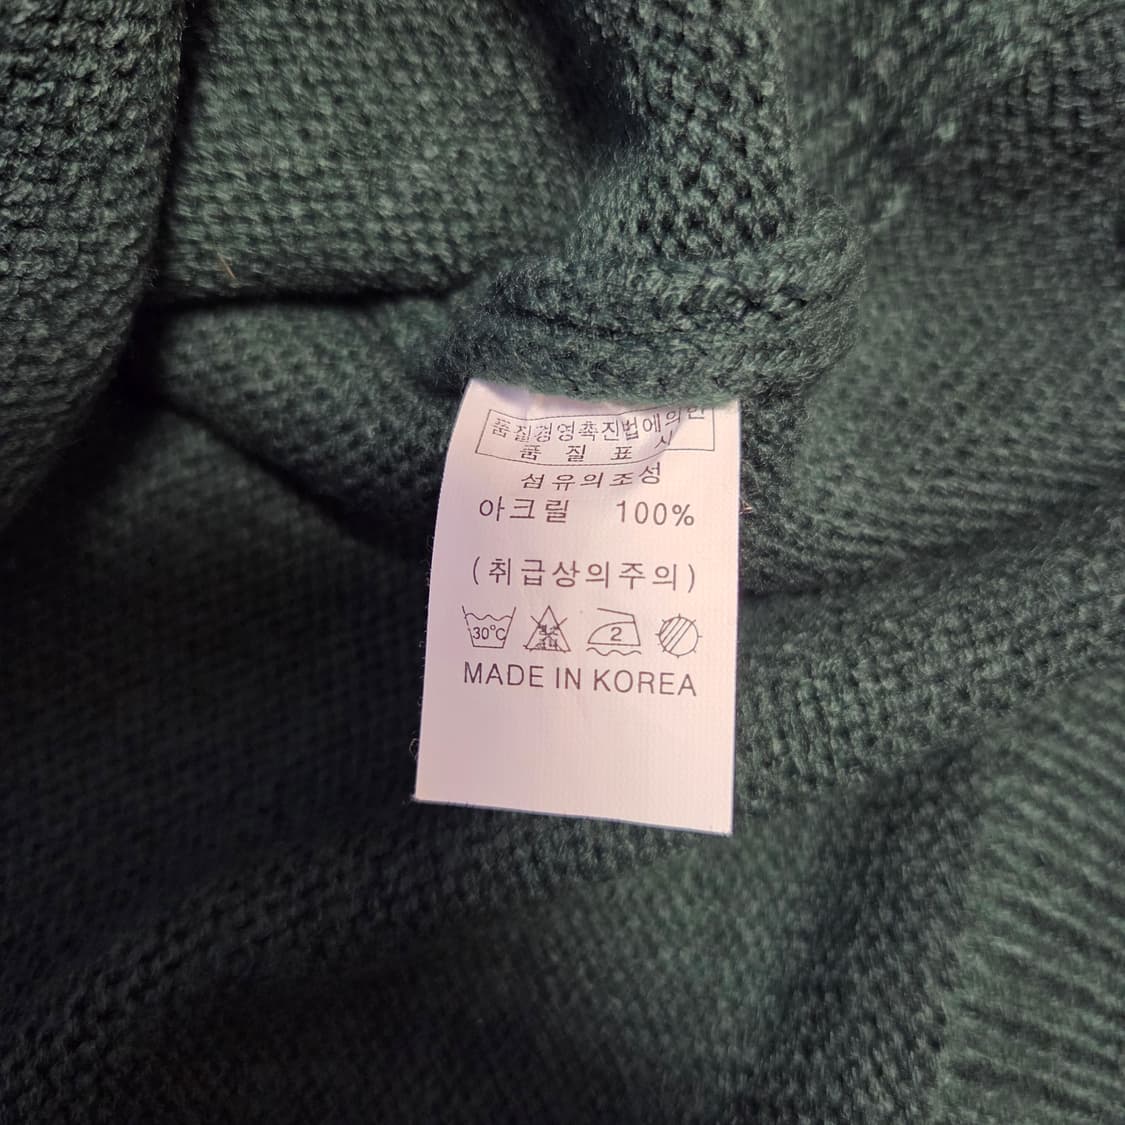 품질경영촉진법에의한
품 질 표 시
섬유의조성
아크릴 100%
(취급상의주의)
30°C 2
MADE IN KOREA